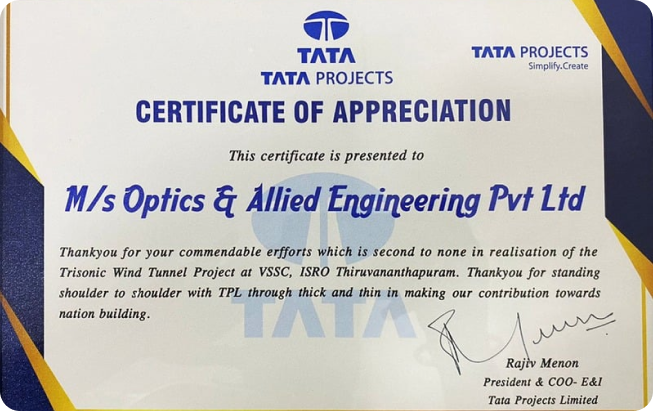 TATA
TATA PROJECTS
TATA PROJECTS
Simplify.Create
CERTIFICATE OF APPRECIATION
This certificate is presented to
M/s Optics & Allied Engineering Pvt Ltd
Thankyou for your commendable erfforts which is second to none in realisation of the
Trisonic Wind Tunnel Project at VSSC, ISRO Thiruvananthapuram. Thankyou for standing
shoulder to shoulder with TPL through thick and thin in making our contribution towards
nation building.
TATA
Rajiv Menon
President & COO- E&I
Tata Projects Limited